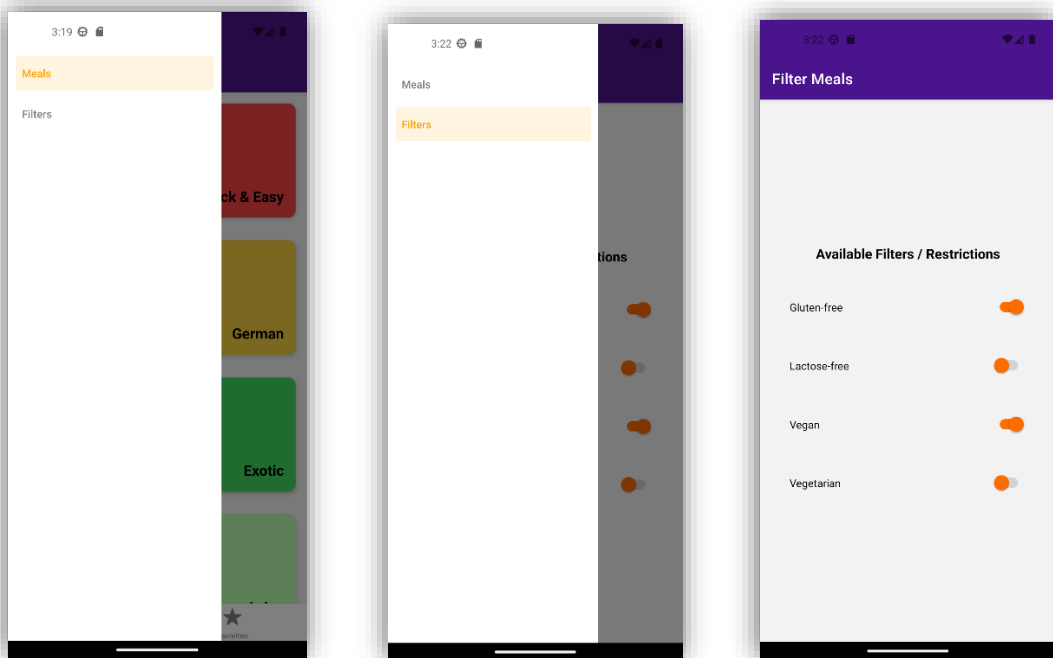 3:19
Meals
Filters
ck & Easy
German
Exotic
3:22
Meals
Filters
tions
3:22
Filter Meals
Available Filters / Restrictions
Gluten-free
Lactose-free
Vegan
Vegetarian